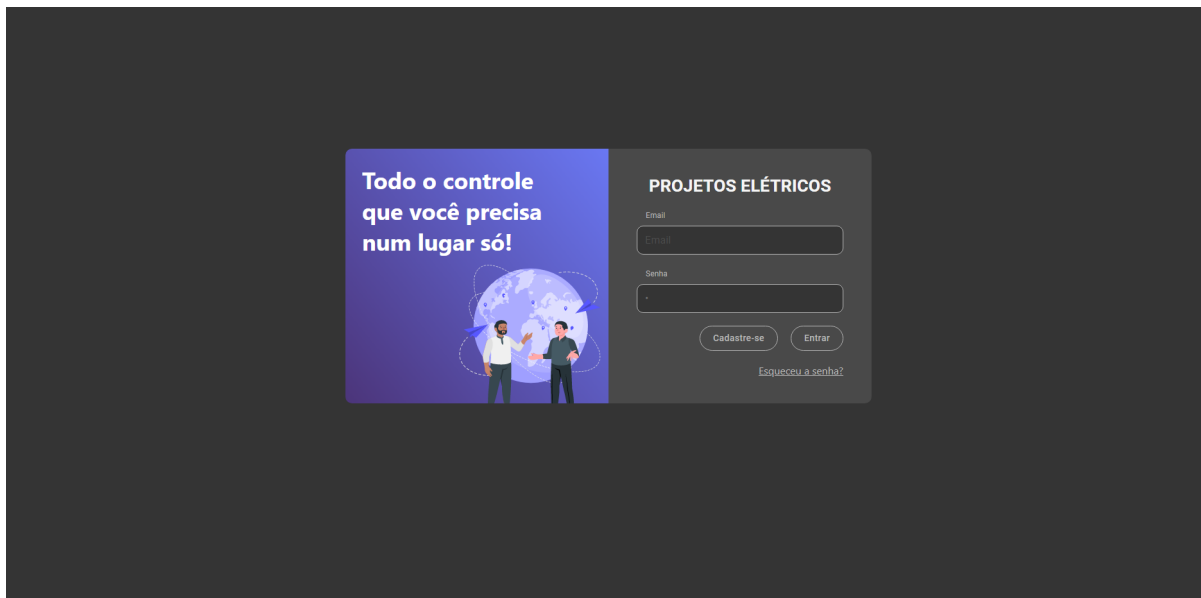 Todo o controle
que você precisa
num lugar só!
PROJETOS ELÉTRICOS
Email
Email
Senha
Cadastre-se
Entrar
Esqueceu a senha?